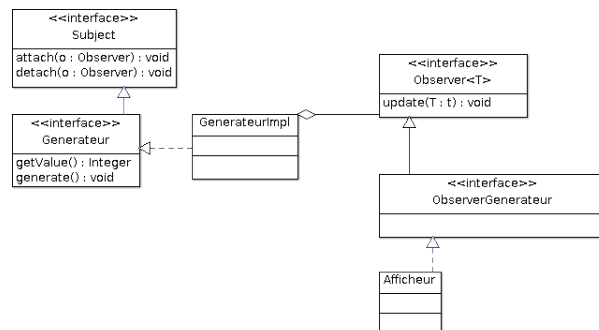 <<interface>>
Subject
attach(o : Observer) : void
detach(o : Observer) : void
<<interface>>
Generateur
getValue() : Integer
generate() : void
GenerateurImpl
<<interface>>
Observer<T>
update(T : t) : void
<<interface>>
ObserverGenerateur
Afficheur